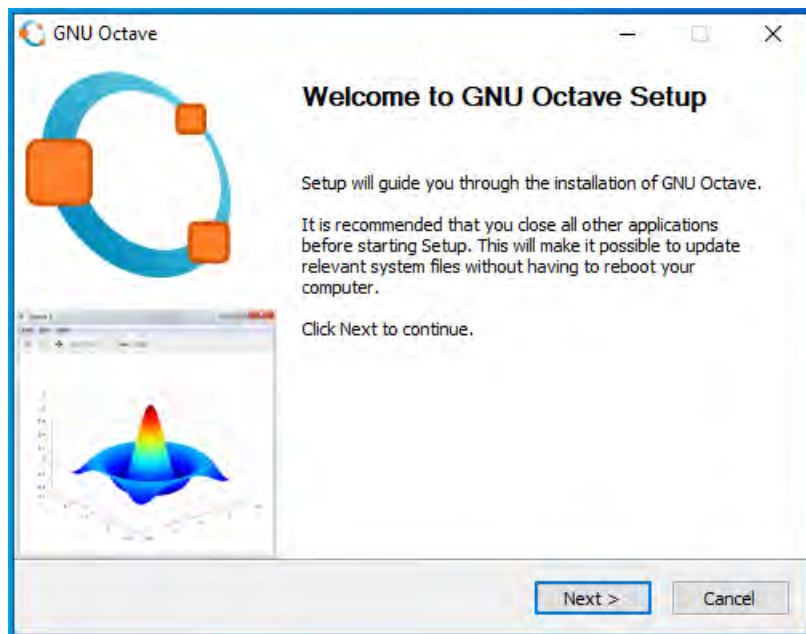 GNU Octave
Welcome to GNU Octave Setup
Setup will guide you through the installation of GNU Octave.
It is recommended that you close all other applications
before starting Setup. This will make it possible to update
relevant system files without having to reboot your
computer.
Click Next to continue.
Next >
Cancel